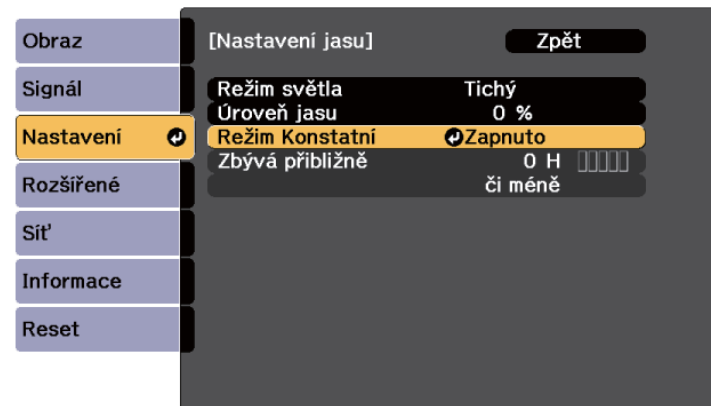 Obraz
Signál
Nastavení
Rozšířené
Síť
Informace
Reset
[Nastavení jasu] Zpět
Režim světla Tichý
Úroveň jasu 0 %
Režim Konstatní Zapnuto
Zbývá přibližně 0 H
či méně